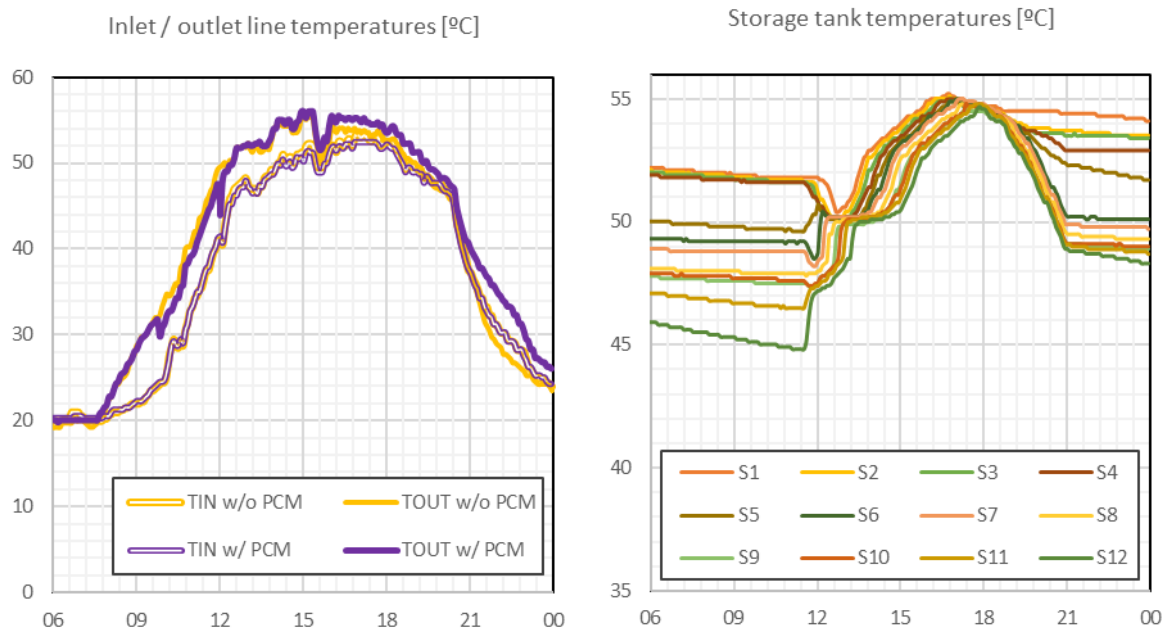 Inlet / outlet line temperatures [ºC]
60
50
40
30
20
10
0
TIN w/o PCM TOUT w/o PCM
TIN w/ PCM TOUT w/ PCM
06 09 12 15 18 21 00
Storage tank temperatures [ºC]
55
50
45
40
35
S1 S2 S3 S4
S5 S6 S7 S8
S9 S10 S11 S12
06 09 12 15 18 21 00